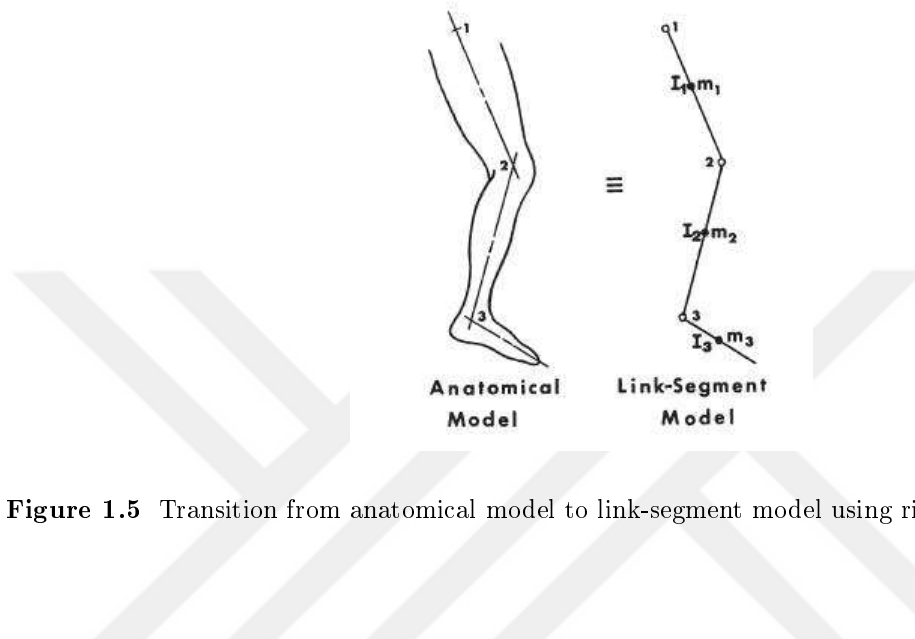 1
2
3
Anatomical
Model
≡
1
I₁ m₁
2
I₂ m₂
3
I₃ m₃
Link-Segment
Model
Figure 1.5 Transition from anatomical model to link-segment model using ri